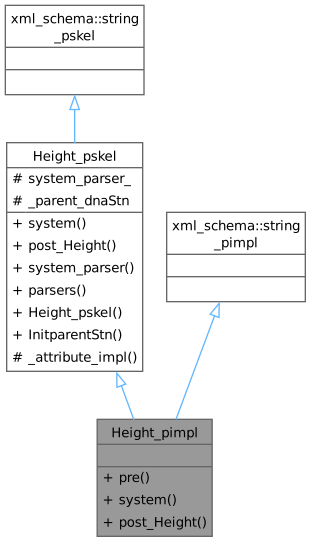 xml_schema::string
_pskel
Height_pskel
# system_parser_
# _parent_dnaStn
+ system()
+ post_Height()
+ system_parser()
+ parsers()
+ Height_pskel()
+ InitparentStn()
# _attribute_impl()
xml_schema::string
_pimpl
Height_pimpl
+ pre()
+ system()
+ post_Height()